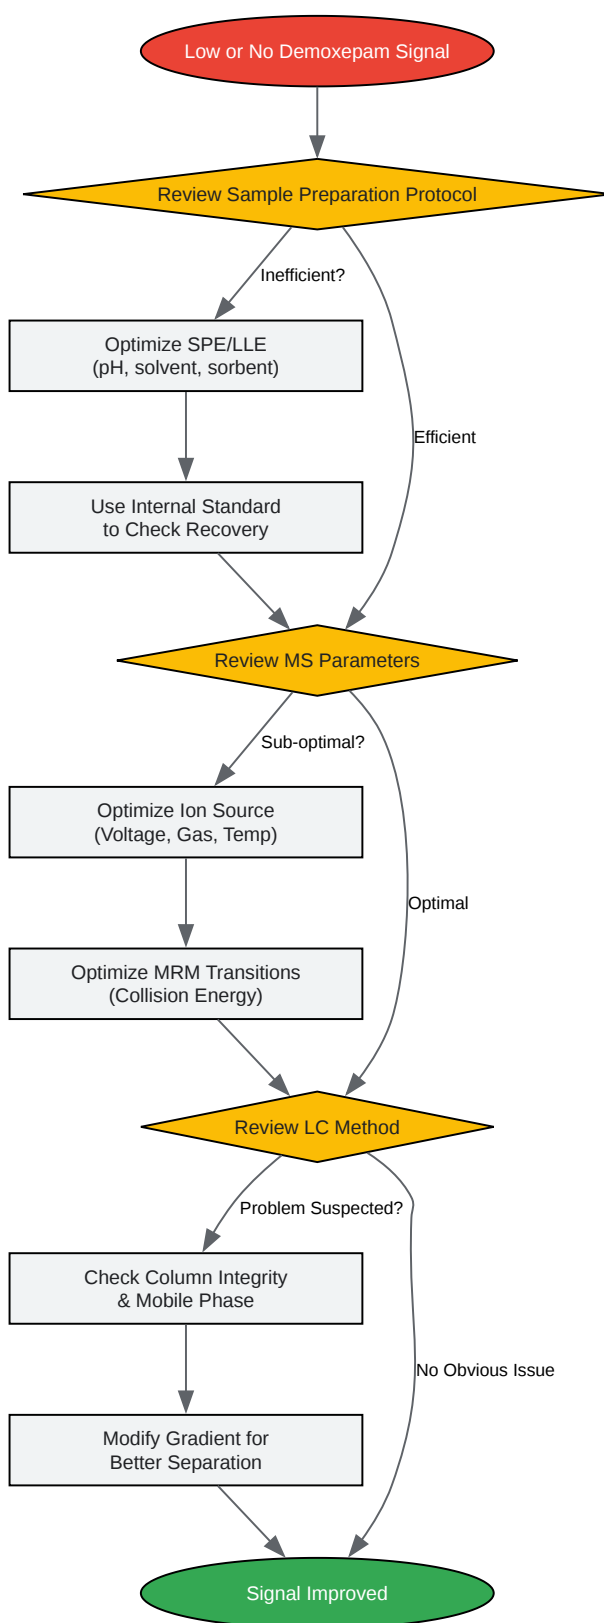 Low or No Demoxepam Signal
Review Sample Preparation Protocol
Inefficient?
Optimize SPE/LLE
(pH, solvent, sorbent)
Efficient
Use Internal Standard
to Check Recovery
Review MS Parameters
Sub-optimal?
Optimize Ion Source
(Voltage, Gas, Temp)
Optimal
Optimize MRM Transitions
(Collision Energy)
Review LC Method
Problem Suspected?
Check Column Integrity
& Mobile Phase
No Obvious Issue
Modify Gradient for
Better Separation
Signal Improved